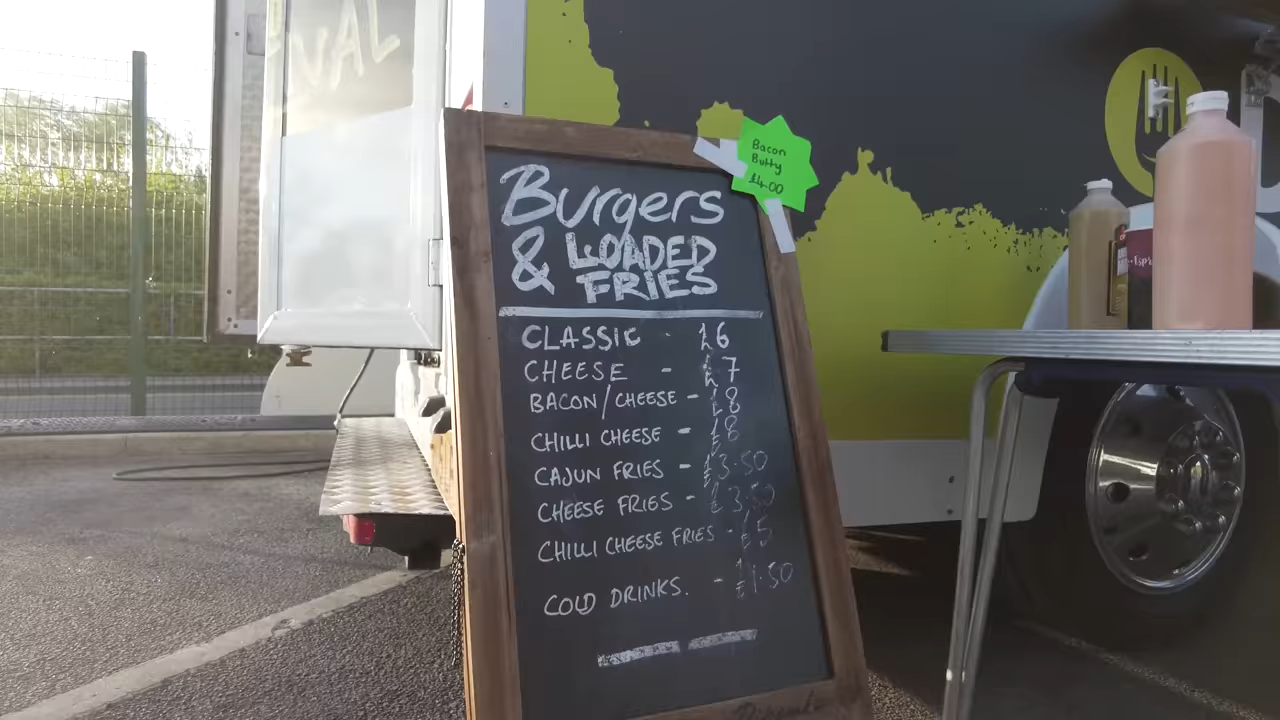 VAL
Bacon
Butty
£4.00
Burgers
& LOADED
FRIES
CLASSIC - £6
CHEESE - £7
BACON/CHEESE - £8
CHILLI CHEESE - £8
CAJUN FRIES - £3.50
CHEESE FRIES - £3.50
CHILLI CHEESE FRIES - £5
COLD DRINKS. - £1.50